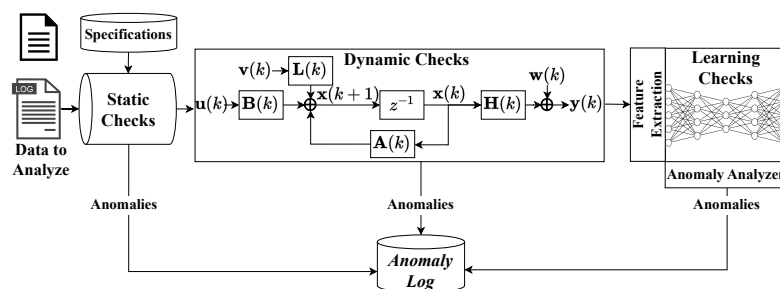 Specifications
LOG
Data to
Analyze
Static
Checks
Dynamic Checks
v(k)
L(k)
u(k)
B(k)
x(k+1)
z⁻¹
x(k)
H(k)
w(k)
y(k)
A(k)
Feature
Extraction
Learning
Checks
Anomaly Analyzer
Anomalies
Anomalies
Anomalies
Anomaly
Log